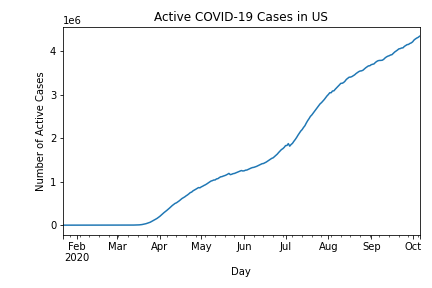 Active COVID-19 Cases in US
1e6
4
3
2
1
0
Number of Active Cases
Feb Mar Apr May Jun Jul Aug Sep Oct
2020
Day